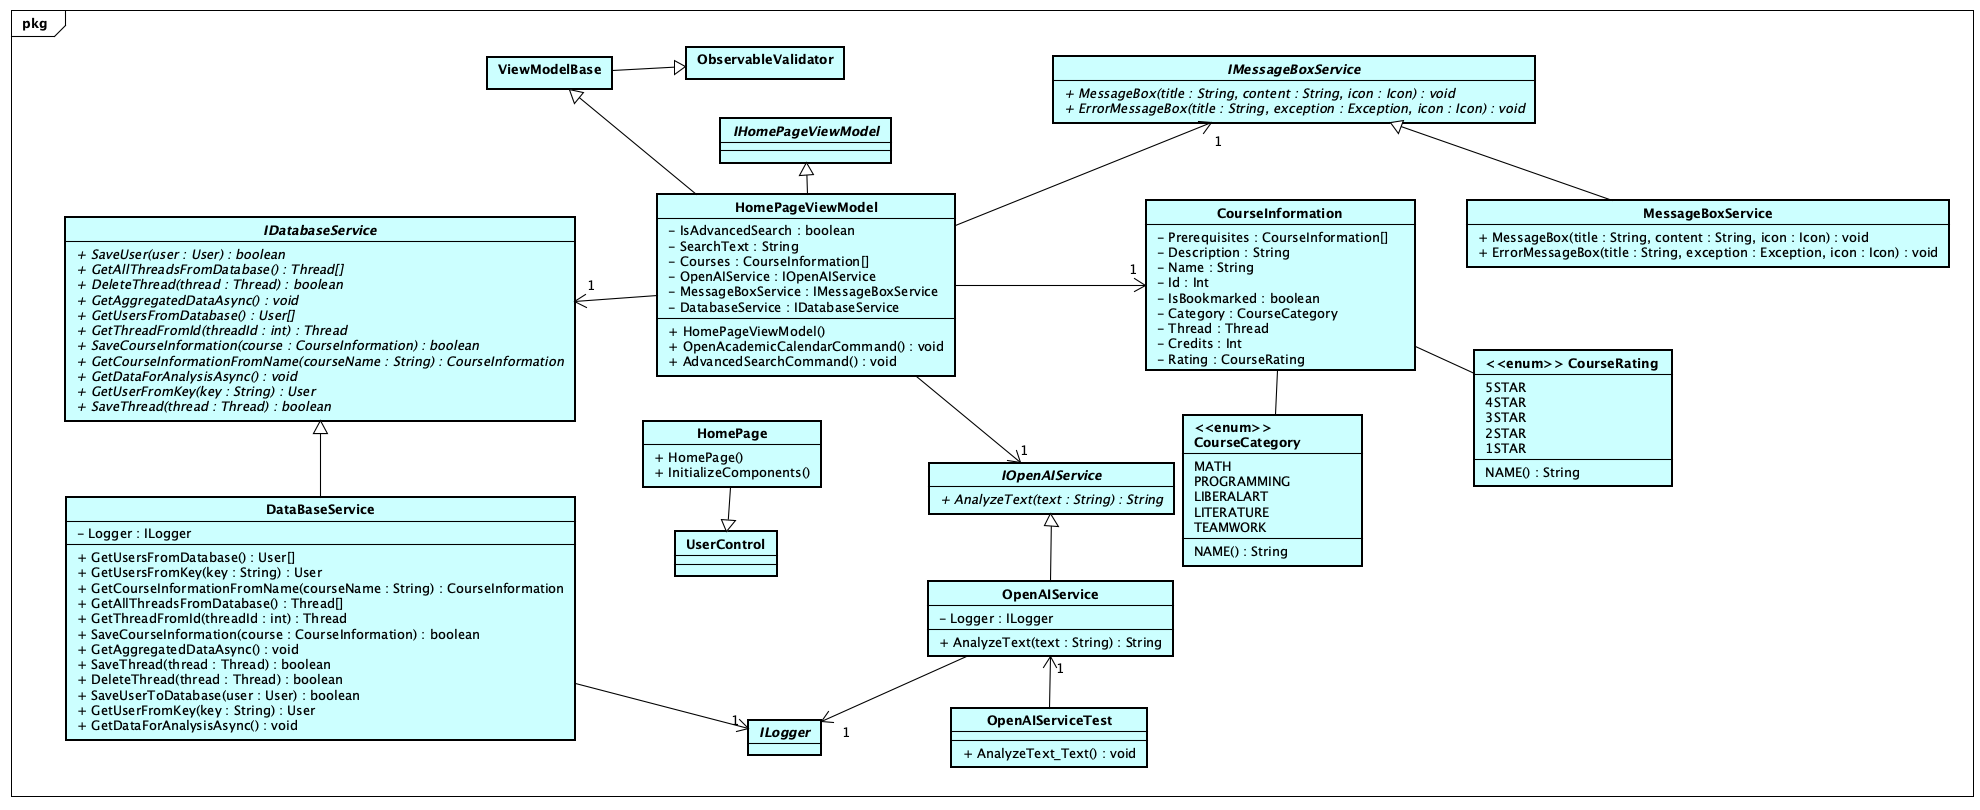 pkg
ViewModelBase
ObservableValidator
IHomePageViewModel
IMessageBoxService
+ MessageBox(title : String, content : String, icon : Icon) : void
+ ErrorMessageBox(title : String, exception : Exception, icon : Icon) : void
1
HomePageViewModel
– IsAdvancedSearch : boolean
– SearchText : String
– Courses : CourseInformation[]
– OpenAIService : IOpenAIService
– MessageBoxService : IMessageBoxService
– DatabaseService : IDatabaseService
+ HomePageViewModel()
+ OpenAcademicCalendarCommand() : void
+ AdvancedSearchCommand() : void
CourseInformation
– Prerequisites : CourseInformation[]
– Description : String
– Name : String
– Id : Int
– IsBookmarked : boolean
– Category : CourseCategory
– Thread : Thread
– Credits : Int
– Rating : CourseRating
1
MessageBoxService
+ MessageBox(title : String, content : String, icon : Icon) : void
+ ErrorMessageBox(title : String, exception : Exception, icon : Icon) : void
IDatabaseService
+ SaveUser(user : User) : boolean
+ GetAllThreadsFromDatabase() : Thread[]
+ DeleteThread(thread : Thread) : boolean
+ GetAggregatedDataAsync() : void
+ GetUsersFromDatabase() : User[]
+ GetThreadFromId(threadId : int) : Thread
+ SaveCourseInformation(course : CourseInformation) : boolean
+ GetCourseInformationFromName(courseName : String) : CourseInformation
+ GetDataForAnalysisAsync() : void
+ GetUserFromKey(key : String) : User
+ SaveThread(thread : Thread) : boolean
1
<<enum>> CourseRating
5STAR
4STAR
3STAR
2STAR
1STAR
NAME() : String
<<enum>>
CourseCategory
MATH
PROGRAMMING
LIBERALART
LITERATURE
TEAMWORK
NAME() : String
HomePage
+ HomePage()
+ InitializeComponents()
UserControl
1
IOpenAIService
+ AnalyzeText(text : String) : String
DataBaseService
– Logger : ILogger
+ GetUsersFromDatabase() : User[]
+ GetUsersFromKey(key : String) : User
+ GetCourseInformationFromName(courseName : String) : CourseInformation
+ GetAllThreadsFromDatabase() : Thread[]
+ GetThreadFromId(threadId : int) : Thread
+ SaveCourseInformation(course : CourseInformation) : boolean
+ GetAggregatedDataAsync() : void
+ SaveThread(thread : Thread) : boolean
+ DeleteThread(thread : Thread) : boolean
+ SaveUserToDatabase(user : User) : boolean
+ GetUserFromKey(key : String) : User
+ GetDataForAnalysisAsync() : void
OpenAIService
– Logger : ILogger
+ AnalyzeText(text : String) : String
1
1
ILogger
1
OpenAIServiceTest
+ AnalyzeText_Text() : void